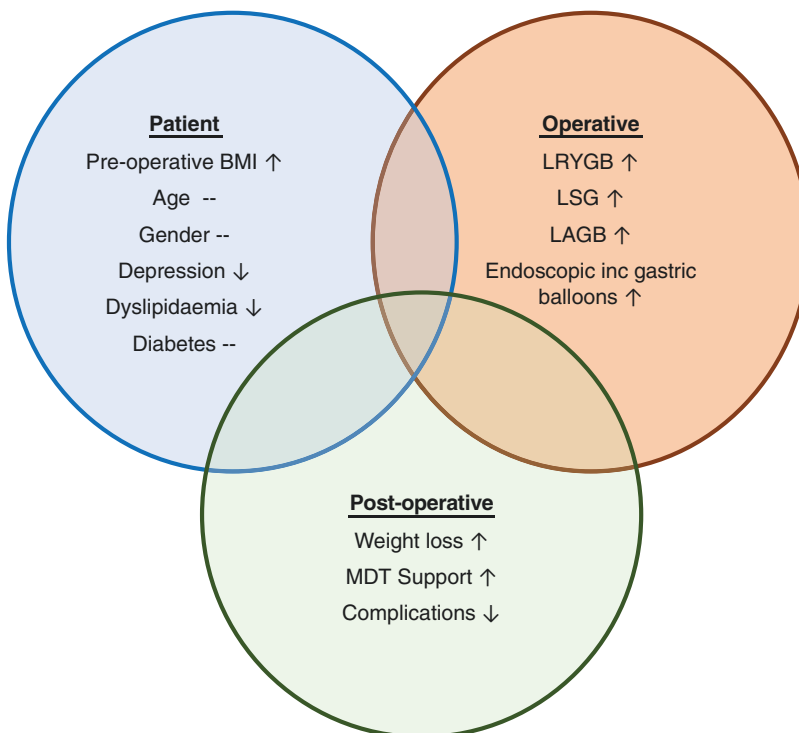 Patient
Pre-operative BMI ↑
Age --
Gender --
Depression ↓
Dyslipidaemia ↓
Diabetes --
Operative
LRYGB ↑
LSG ↑
LAGB ↑
Endoscopic inc gastric
balloons ↑
Post-operative
Weight loss ↑
MDT Support ↑
Complications ↓